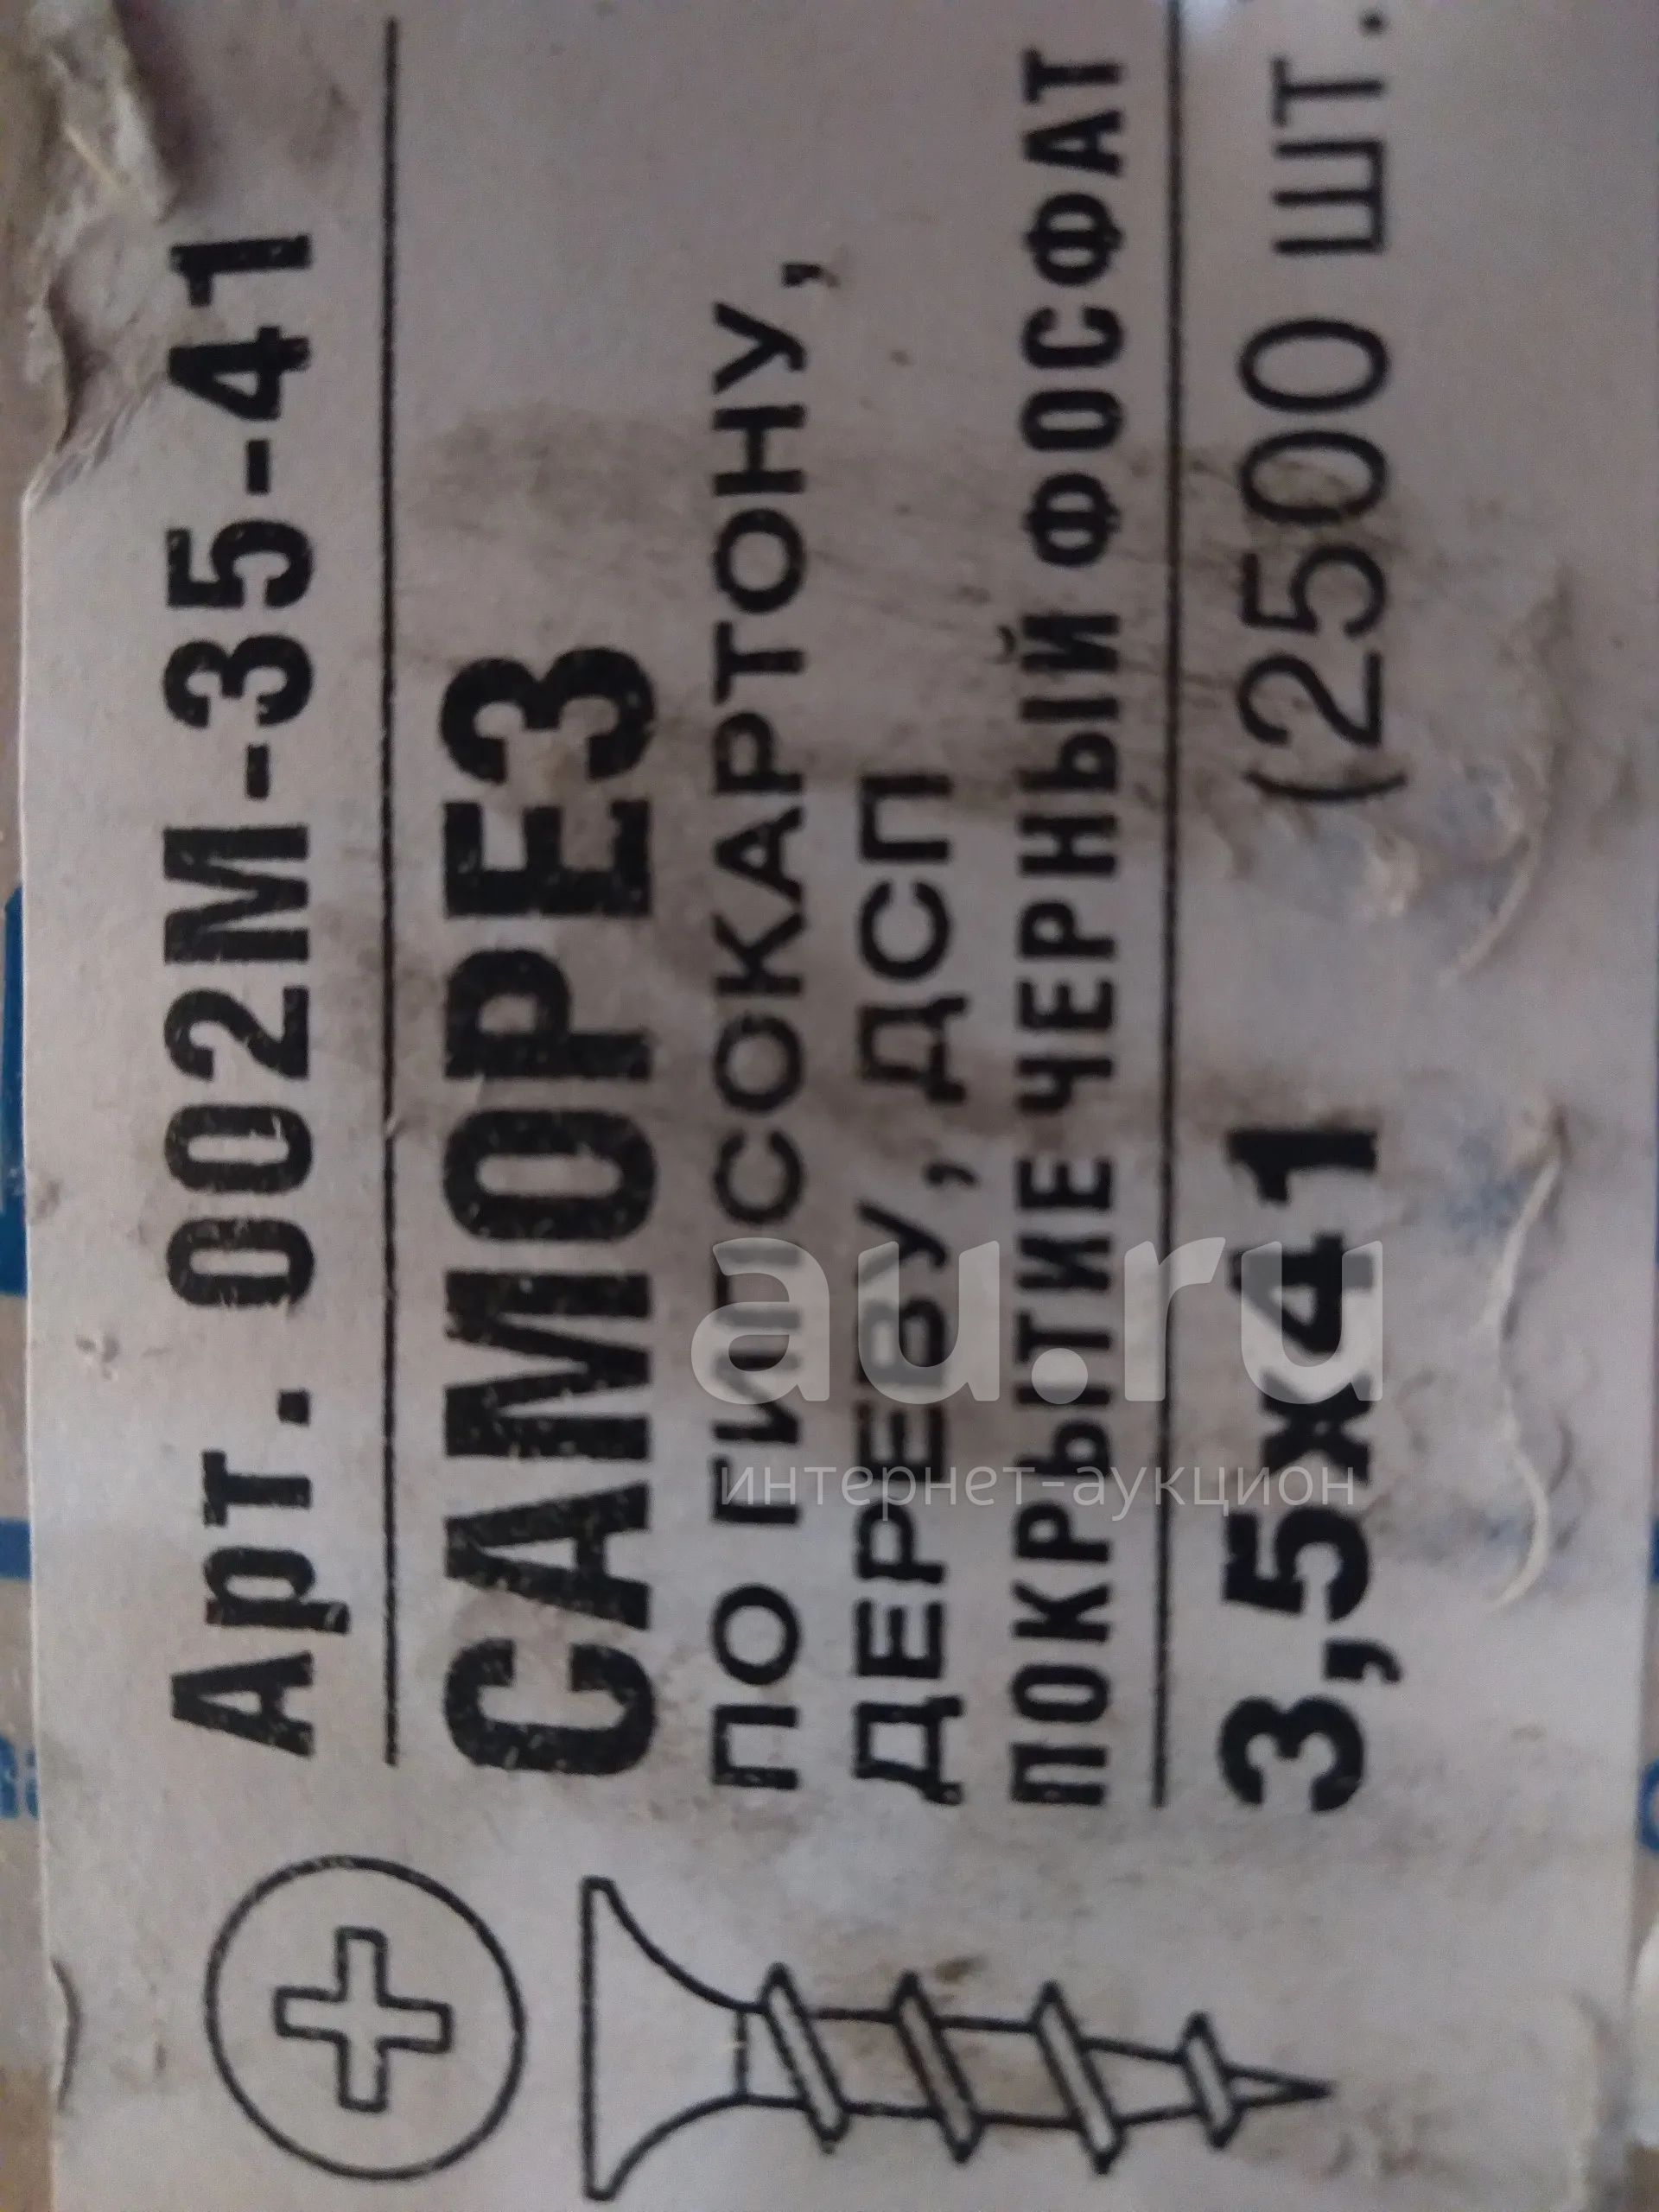 Арт. 002М-35-41
САМОРЕЗ
ПО ГИПСОКАРТОНУ,
ДЕРЕВУ, ДСП
ПОКРЫТИЕ ЧЕРНЫЙ ФОСФАТ
3,5х41 (2500 шт.
au.ru
интернет-аукцион